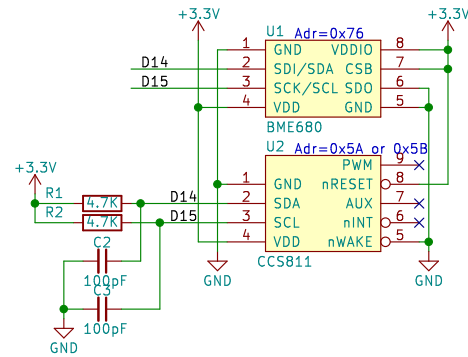 +3.3V
+3.3V
U1 Adr=0x76
1 GND VDDIO 8
D14 2 SDI/SDA CSB 7
D15 3 SCK/SCL SDO 6
4 VDD GND 5
BME680
U2 Adr=0x5A or 0x5B
PWM 9
1 GND nRESET 8
D14 2 SDA AUX 7
D15 3 SCL nINT 6
4 VDD nWAKE 5
CCS811
+3.3V
R1 4.7K
R2 4.7K
C2
100pF
C3
100pF
GND
GND
GND